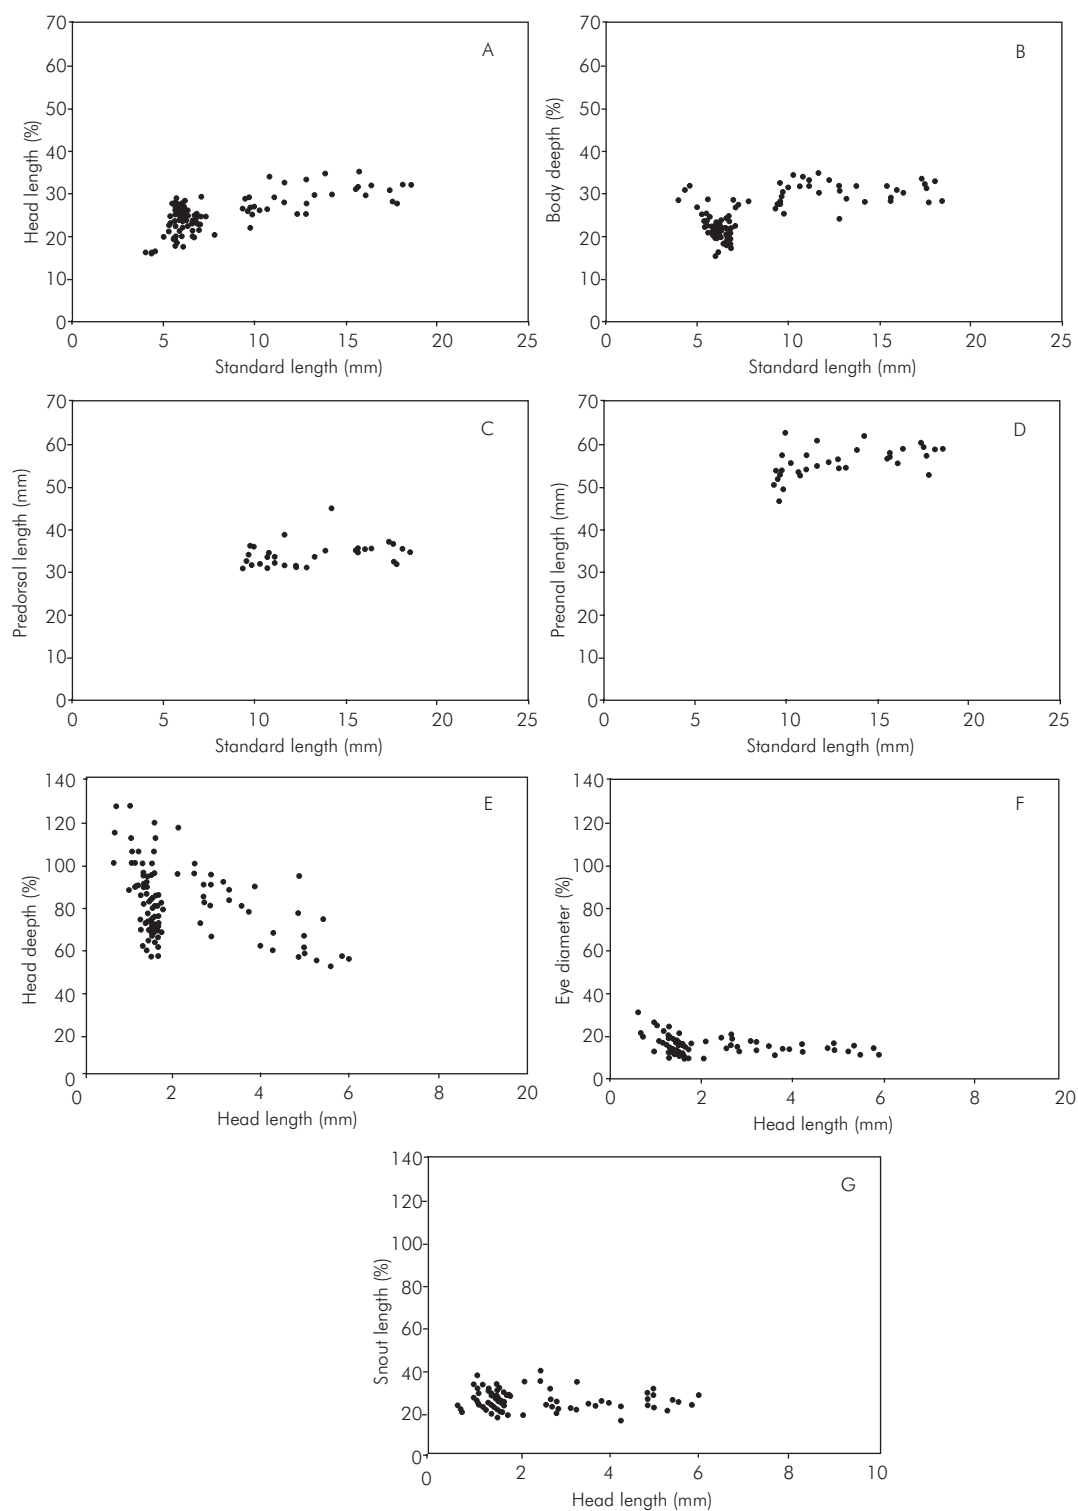 A
70
60
50
40
30
20
10
0
Head length (%)
0 5 10 15 20 25
Standard length (mm)
B
70
60
50
40
30
20
10
0
Body deepth (%)
0 5 10 15 20 25
Standard length (mm)
C
70
60
50
40
30
20
10
0
Predorsal length (mm)
0 5 10 15 20 25
Standard length (mm)
D
70
60
50
40
30
20
10
0
Preanal length (mm)
0 5 10 15 20 25
Standard length (mm)
E
140
120
100
80
60
40
20
0
Head deepth (%)
0 2 4 6 8 20
Head length (mm)
F
140
120
100
80
60
40
20
0
Eye diameter (%)
0 2 4 6 8 20
Head length (mm)
G
140
120
100
80
60
40
20
0
Snout length (%)
0 2 4 6 8 10
Head length (mm)